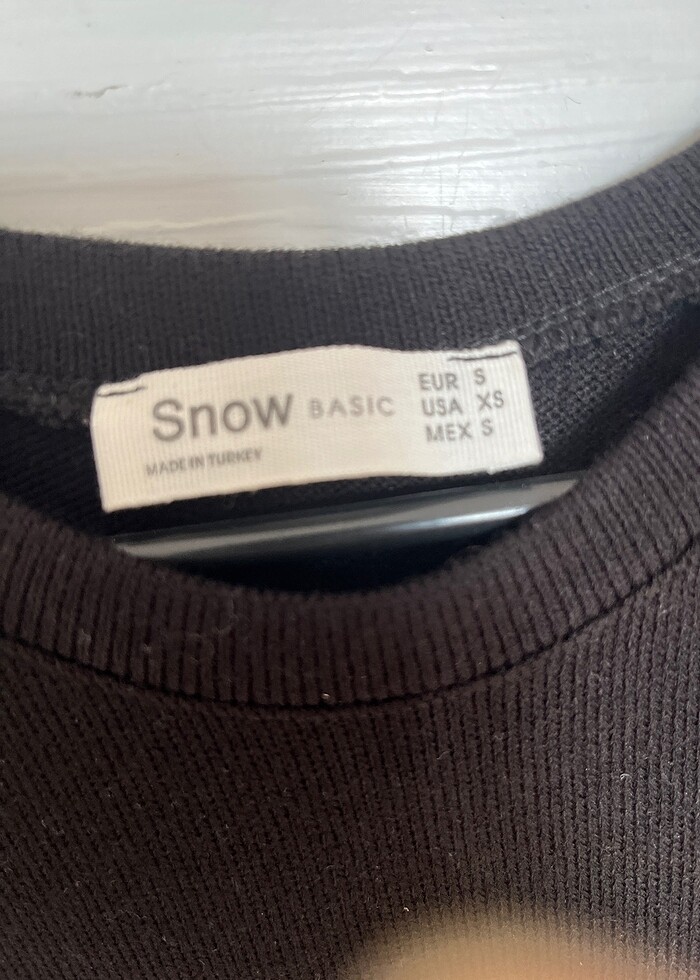 Snow BASIC
MADE IN TURKEY
EUR S
USA XS
MEX S